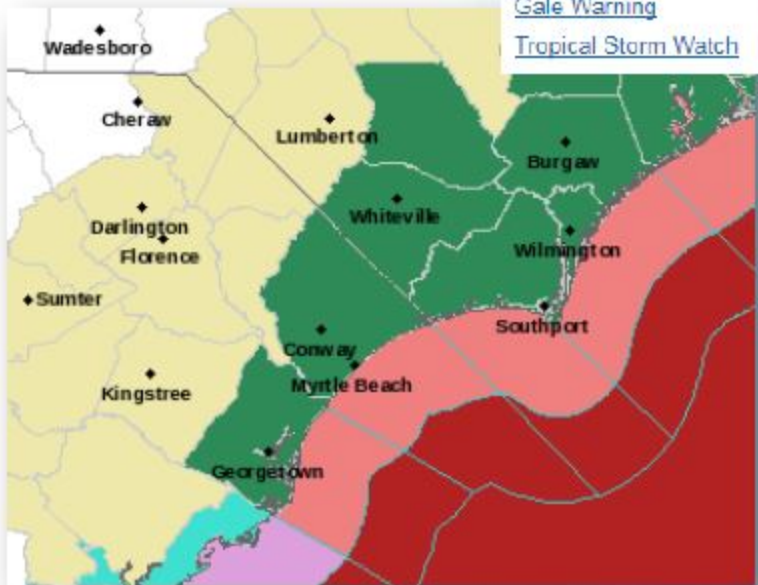 Gale Warning
Tropical Storm Watch
Wadesboro
Cheraw
Lumberton
Burgaw
Darlington
Whiteville
Florence
Wilmington
Sumter
Southport
Conway
Kingstree
Myrtle Beach
Georgetown